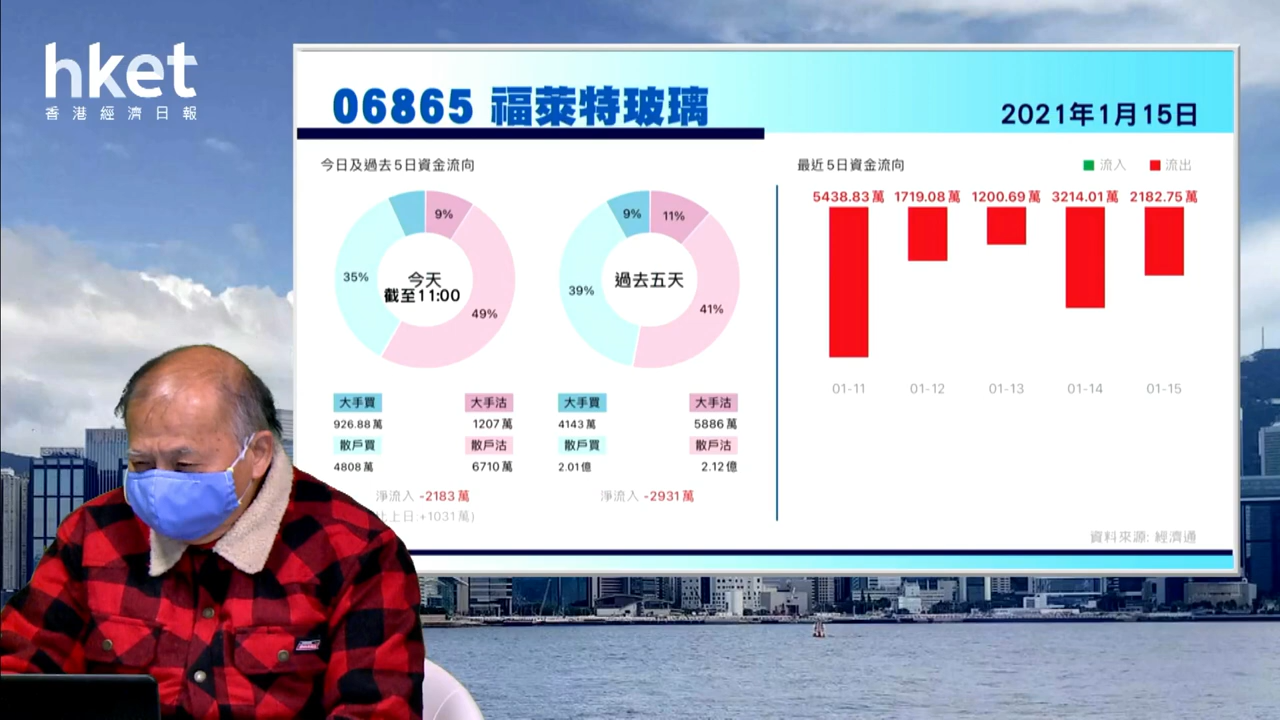 hket
香港經濟日報
06865 福萊特玻璃
2021年1月15日
今日及過去5日資金流向
9%
35%
49%
今天
截至11:00
9%
11%
39%
41%
過去五天
大手買
大手沽
926.88萬
1207萬
散戶買
散戶沽
4808萬
6710萬
淨流入 -2183萬
比上日:+1031萬)
大手買
大手沽
4143萬
5886萬
散戶買
散戶沽
2.01億
2.12億
淨流入 -2931萬
最近5日資金流向
流入
流出
5438.83萬 1719.08萬 1200.69萬 3214.01萬 2182.75萬
01-11 01-12 01-13 01-14 01-15
資料來源: 經濟通